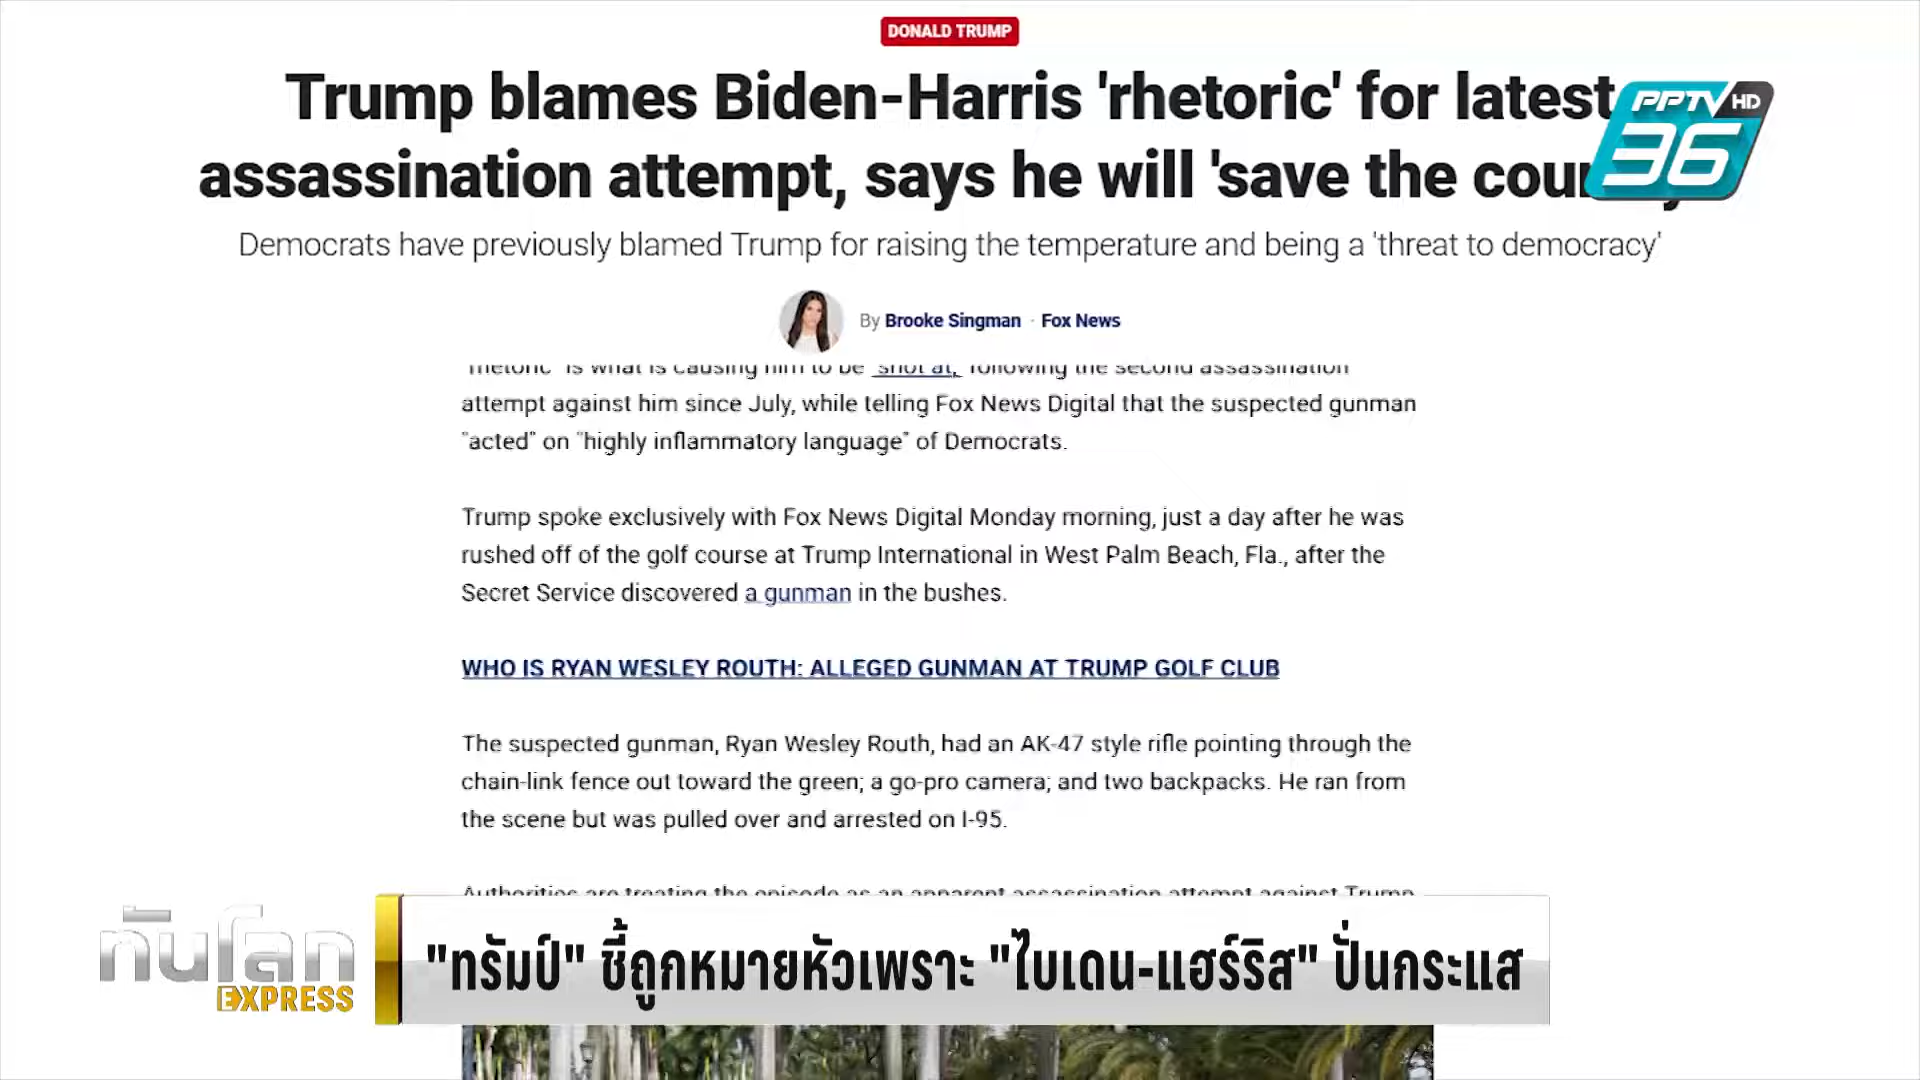 DONALD TRUMP
Trump blames Biden-Harris 'rhetoric' for latest
PPTV HD
36
assassination attempt, says he will 'save the
Democrats have previously blamed Trump for raising the temperature and being a 'threat to democracy'
By Brooke Singman · Fox News
"rhetoric" is what is causing him to be "shot at," following the second assassination
attempt against him since July, while telling Fox News Digital that the suspected gunman
"acted" on "highly inflammatory language" of Democrats.
Trump spoke exclusively with Fox News Digital Monday morning, just a day after he was
rushed off of the golf course at Trump International in West Palm Beach, Fla., after the
Secret Service discovered a gunman in the bushes.
WHO IS RYAN WESLEY ROUTH: ALLEGED GUNMAN AT TRUMP GOLF CLUB
The suspected gunman, Ryan Wesley Routh, had an AK-47 style rifle pointing through the
chain-link fence out toward the green; a go-pro camera; and two backpacks. He ran from
the scene but was pulled over and arrested on I-95.
Authorities are treating the episode as an apparent assassination attempt against Trump
ทันโลก
EXPRESS
"ทรัมป์" ชี้ถูกหมายหัวเพราะ "ไบเดน-แฮร์ริส" ปั่นกระแส